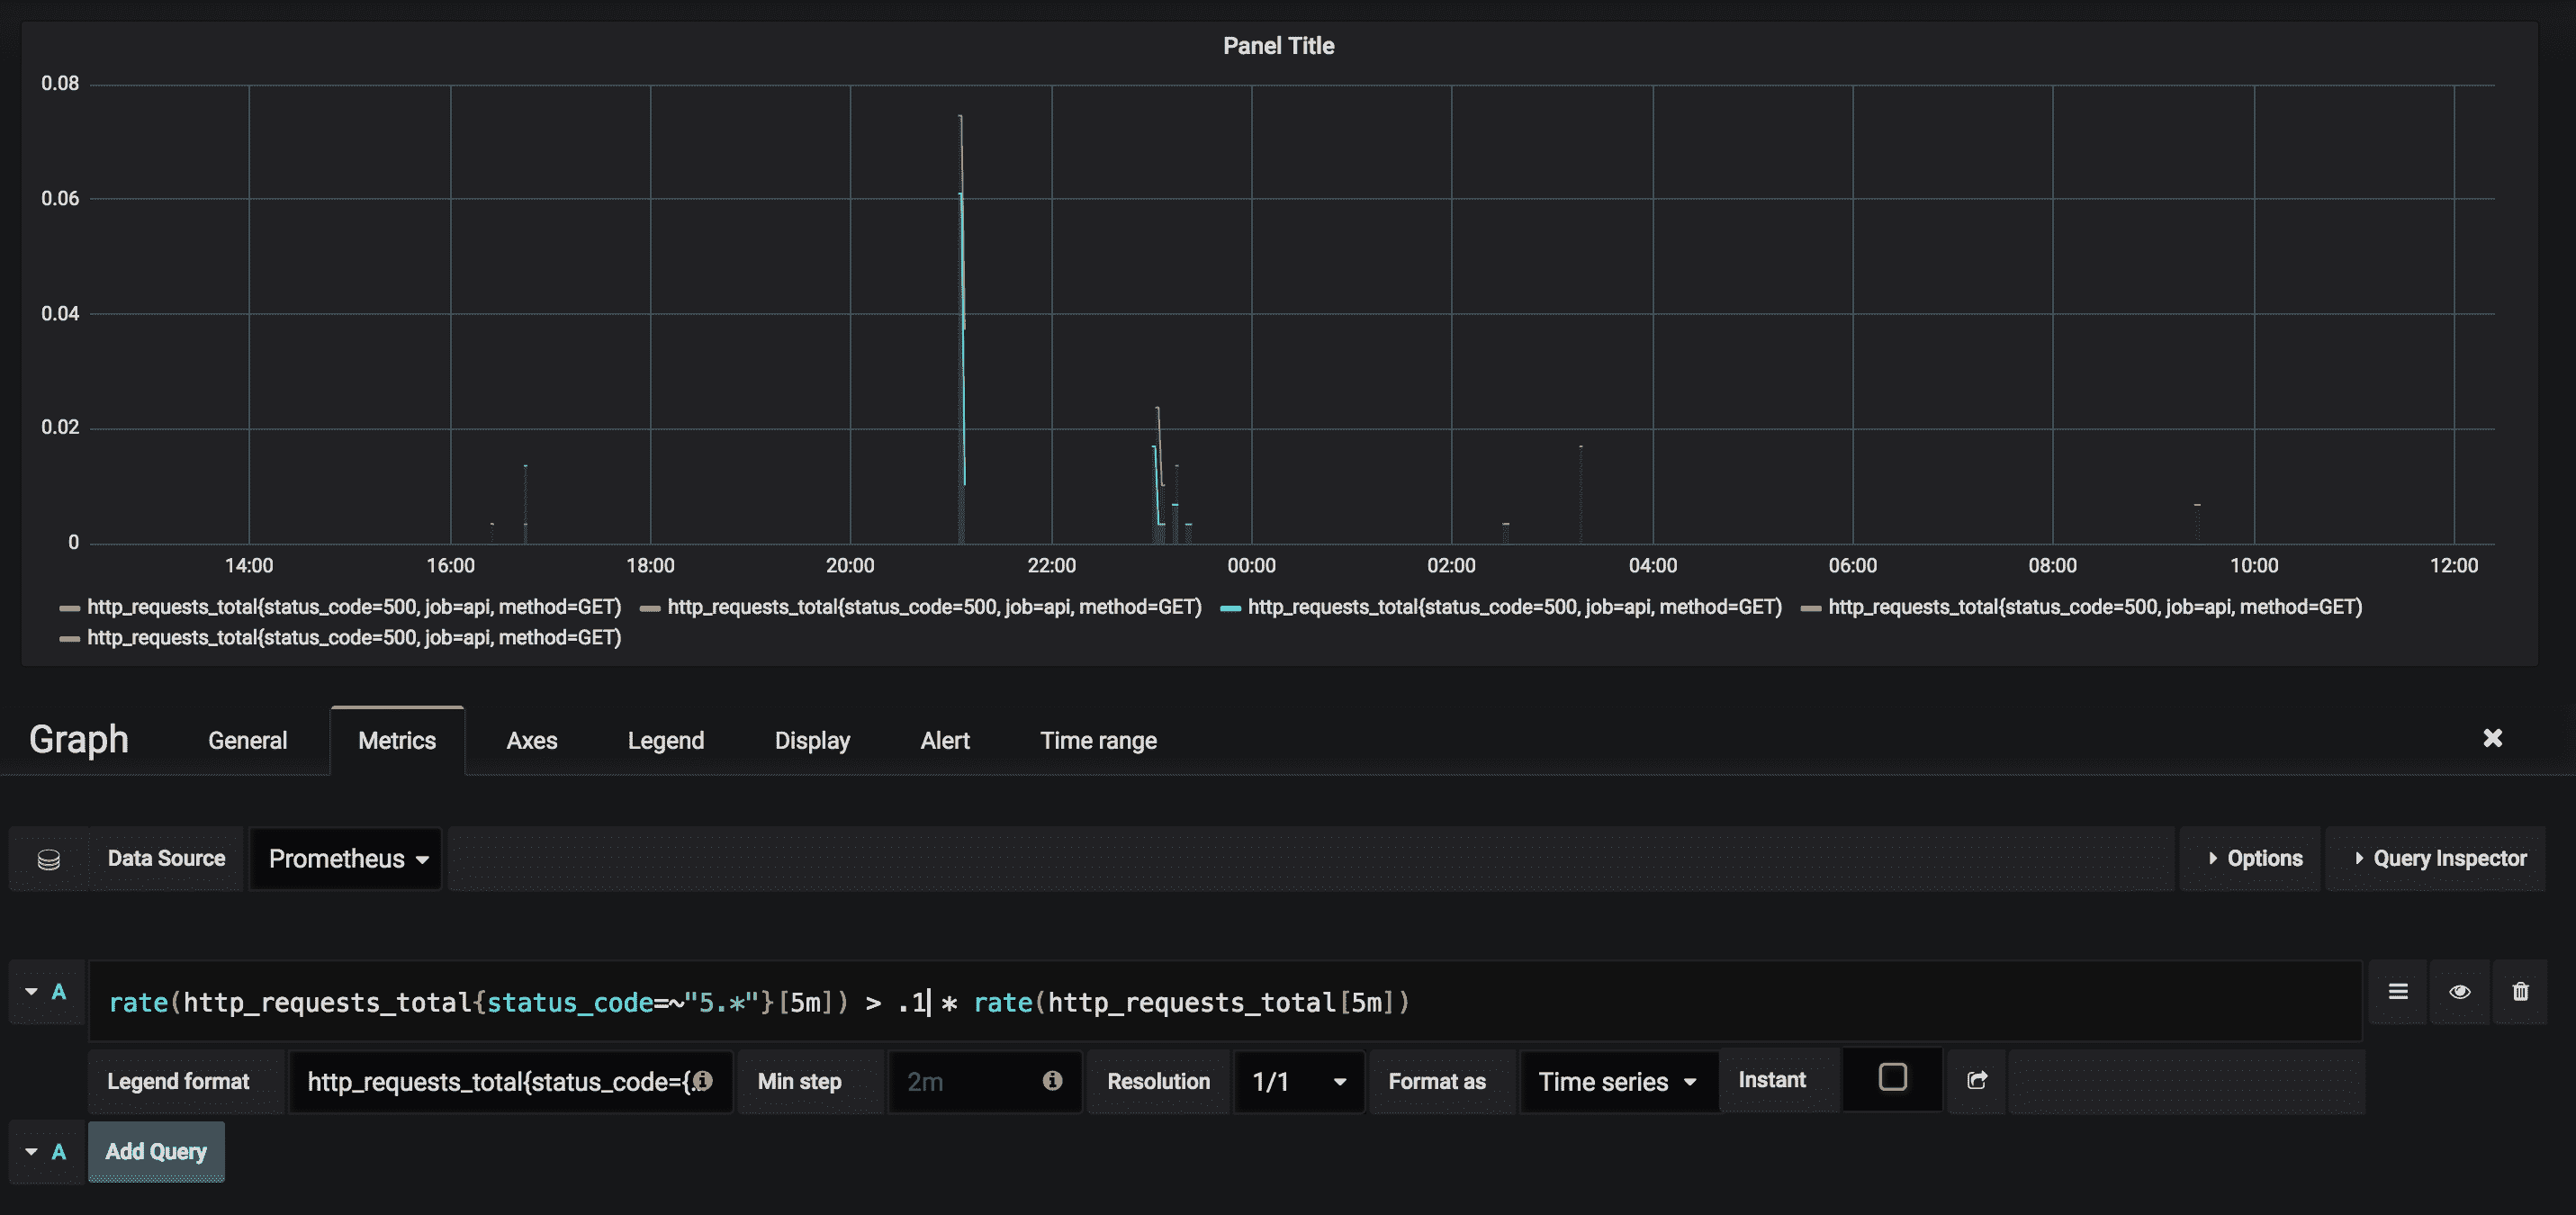 Panel Title
0.08
0.06
0.04
0.02
0
14:00 16:00 18:00 20:00 22:00 00:00 02:00 04:00 06:00 08:00 10:00 12:00
http_requests_total{status_code=500, job=api, method=GET} http_requests_total{status_code=500, job=api, method=GET} http_requests_total{status_code=500, job=api, method=GET} http_requests_total{status_code=500, job=api, method=GET}
http_requests_total{status_code=500, job=api, method=GET}
Graph General Metrics Axes Legend Display Alert Time range
Data Source Prometheus Options Query Inspector
A rate(http_requests_total{status_code=~"5.*"}[5m]) > .1 * rate(http_requests_total[5m])
Legend format http_requests_total{status_code={. Min step 2m Resolution 1/1 Format as Time series Instant
A Add Query